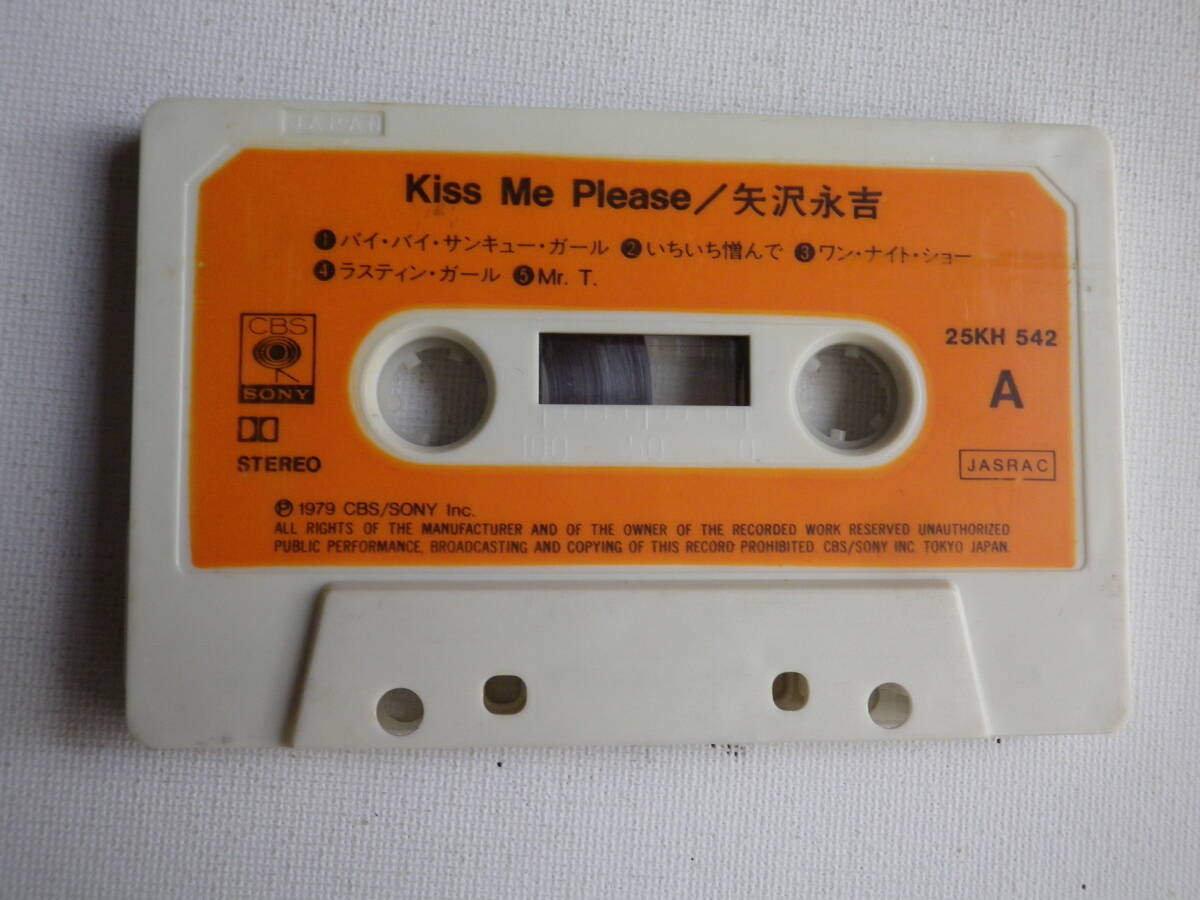 JAPAN
Kiss Me Please/矢沢永吉
❶バイ・バイ・サンキュー・ガール ❷いちいち憎んで ❸ワン・ナイト・ショー
❹ラスティン・ガール ❺Mr. T.
CBS
SONY
25KH 542
A
STEREO
JASRAC
100 50 0
Ⓟ 1979 CBS/SONY Inc.
ALL RIGHTS OF THE MANUFACTURER AND OF THE OWNER OF THE RECORDED WORK RESERVED UNAUTHORIZED
PUBLIC PERFORMANCE, BROADCASTING AND COPYING OF THIS RECORD PROHIBITED. CBS/SONY INC. TOKYO JAPAN.